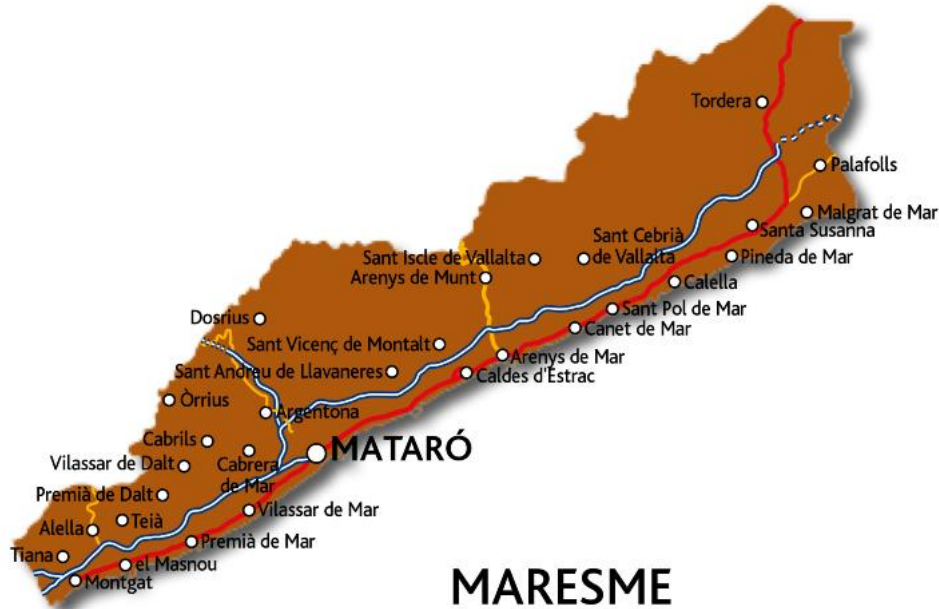 Tordera
Palafolls
Malgrat de Mar
Santa Susanna
Sant Cebrià
de Vallalta
Sant Iscle de Vallalta
Pineda de Mar
Arenys de Munt
Calella
Sant Pol de Mar
Dosrius
Canet de Mar
Sant Vicenç de Montalt
Arenys de Mar
Sant Andreu de Llavaneres
Caldes d'Estrac
Òrrius
Argentona
Cabrils
MATARÓ
Vilassar de Dalt
Cabrera
de Mar
Premià de Dalt
Vilassar de Mar
Teià
Alella
Premià de Mar
Tiana
el Masnou
Montgat
MARESME